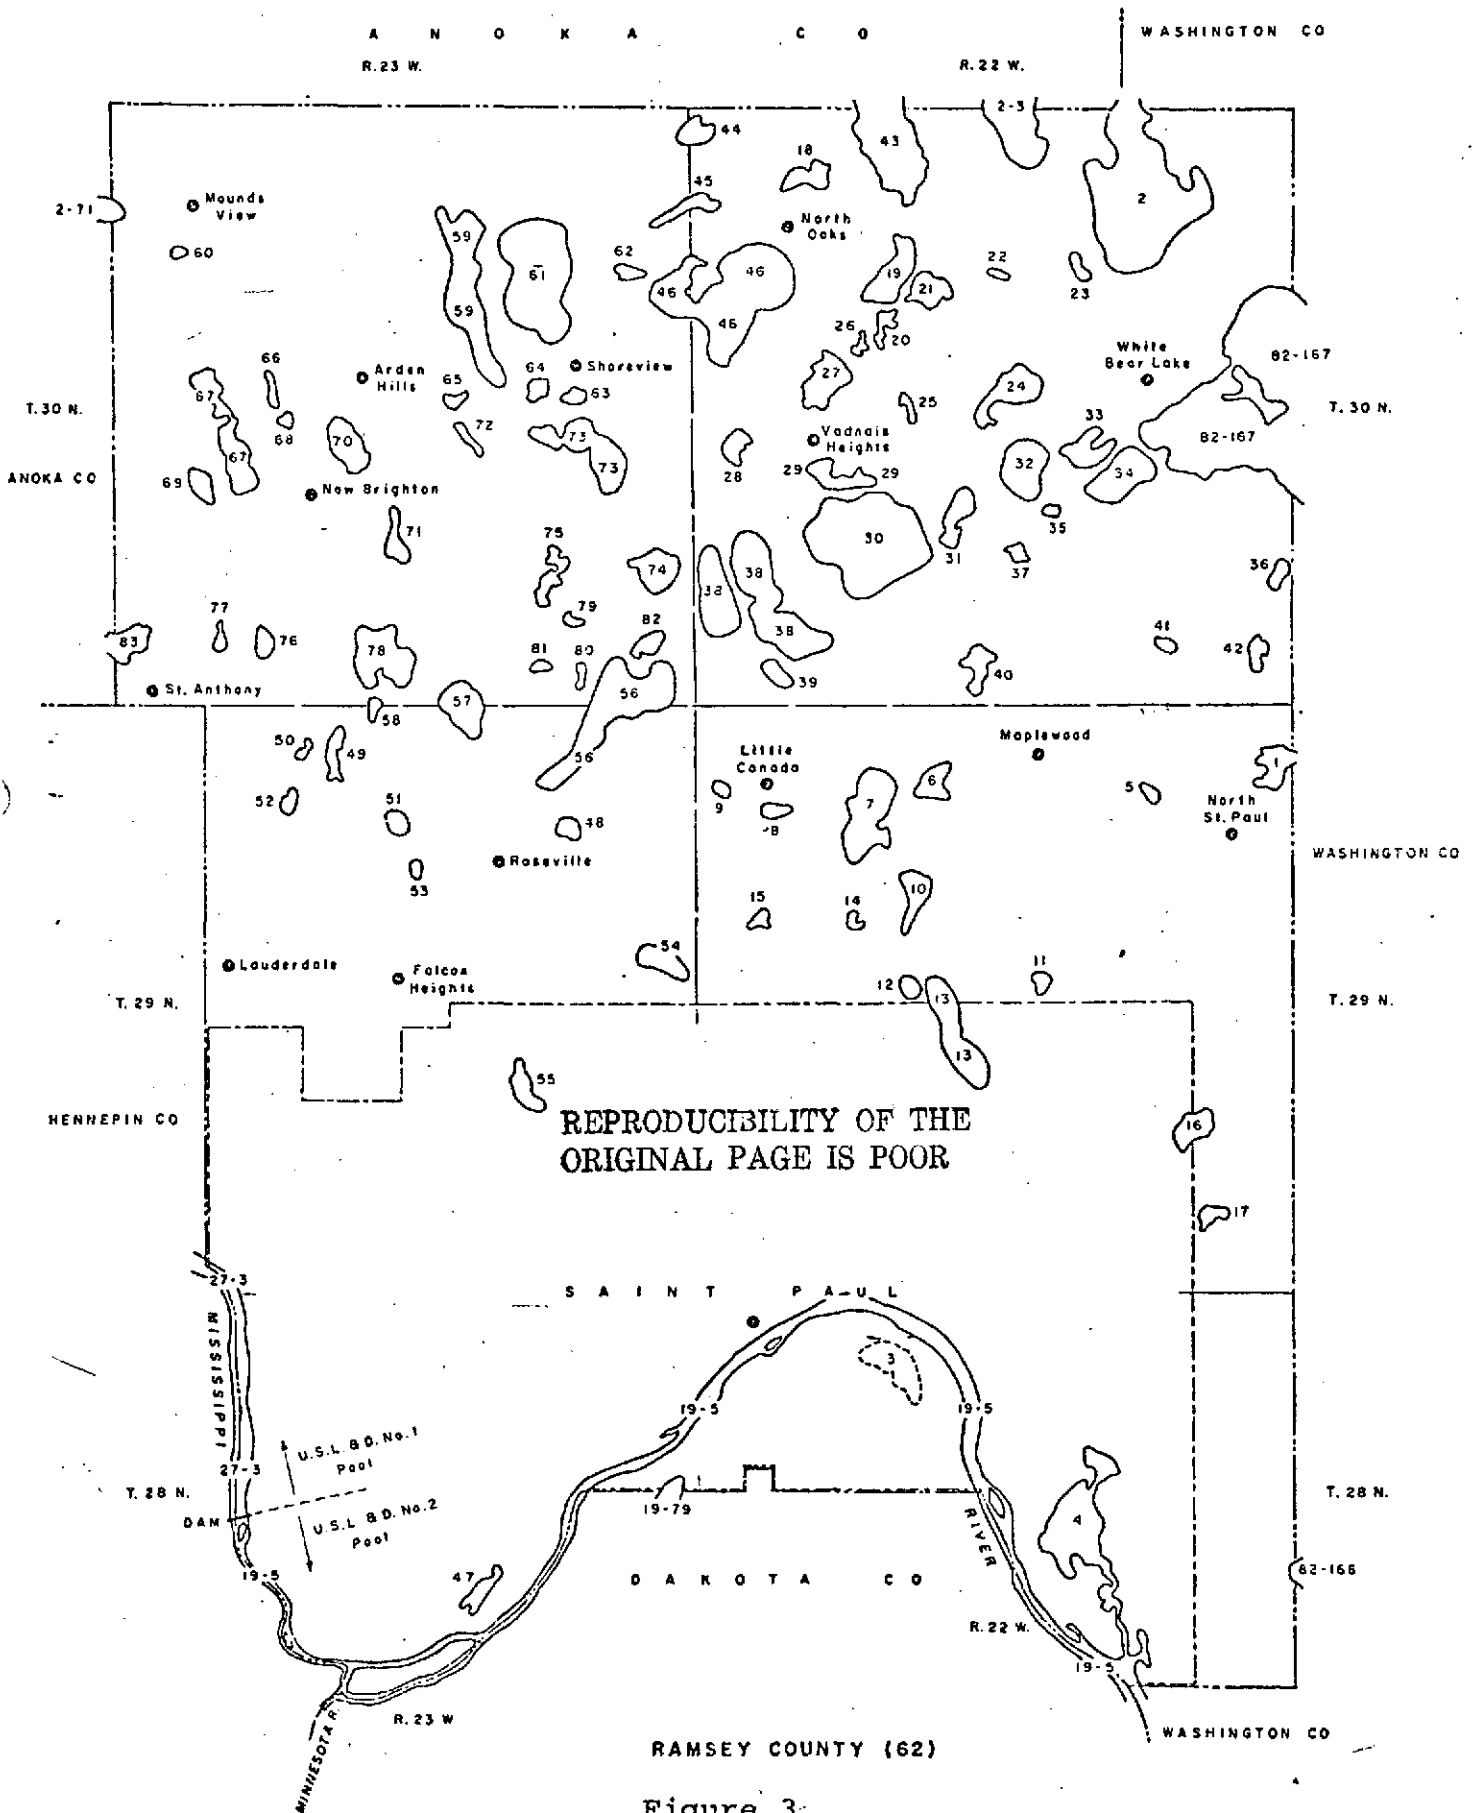 A N O K A C O
WASHINGTON CO
R. 23 W.
R. 22 W.
2-3
44
43
18
2
45
2-71
Mounds
View
North
Oaks
59
60
62
61
46
46
19
21
22
23
59
46
26
20
66
Arden
Hills
64
Shoreview
White
Bear Lake
82-167
65
63
27
24
67
25
T. 30 N.
T. 30 N.
68
70
72
73
Vadnais
Heights
33
82-167
67
73
28
29
29
32
34
ANOKA CO
69
New Brighton
35
71
75
30
31
37
74
38
38
36
77
79
83
76
78
82
38
41
42
81
80
39
40
St. Anthony
56
57
58
50
49
56
Little
Canada
Maplewood
52
51
48
9
8
7
6
5
1
North
St. Paul
Roseville
53
WASHINGTON CO
15
14
10
54
Lauderdale
Falcon
Heights
12
13
11
T. 29 N.
T. 29 N.
13
55
HENNEPIN CO
REPRODUCIBILITY OF THE
ORIGINAL PAGE IS POOR
16
17
27-3
S A I N T P A U L
MISSISSIPPI
3
19-5
19-5
U.S.L. & D. No. 1
Pool
27-3
T. 28 N.
T. 28 N.
DAM
U.S.L. & D. No. 2
Pool
19-79
RIVER
4
19-5
47
D A K O T A C O
82-166
R. 22 W.
19-5
R. 23 W
MINNESOTA R.
WASHINGTON CO
RAMSEY COUNTY (62)
Figure 3